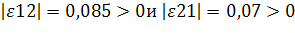 |ε12| = 0,085 > 0и |ε21| = 0,07 > 0